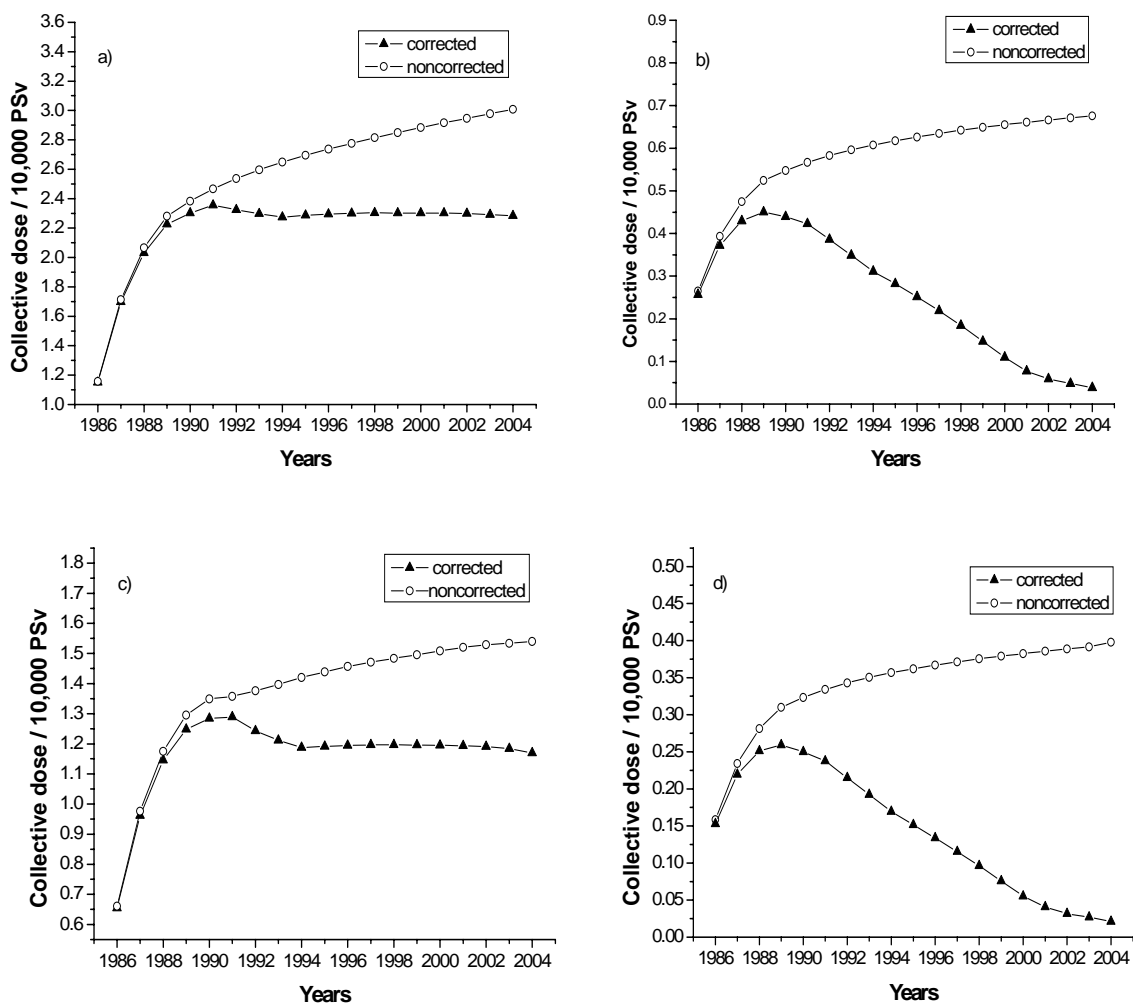 a)
corrected
noncorrected
Collective dose / 10,000 PSv
3.6
3.4
3.2
3.0
2.8
2.6
2.4
2.2
2.0
1.8
1.6
1.4
1.2
1.0
1986 1988 1990 1992 1994 1996 1998 2000 2002 2004
Years
b)
corrected
noncorrected
Collective dose / 10,000 PSv
0.9
0.8
0.7
0.6
0.5
0.4
0.3
0.2
0.1
0.0
1986 1988 1990 1992 1994 1996 1998 2000 2002 2004
Years
c)
corrected
noncorrected
Collective dose / 10,000 PSv
1.8
1.7
1.6
1.5
1.4
1.3
1.2
1.1
1.0
0.9
0.8
0.7
0.6
1986 1988 1990 1992 1994 1996 1998 2000 2002 2004
Years
d)
corrected
noncorrected
Collective dose / 10,000 PSv
0.50
0.45
0.40
0.35
0.30
0.25
0.20
0.15
0.10
0.05
0.00
1986 1988 1990 1992 1994 1996 1998 2000 2002 2004
Years